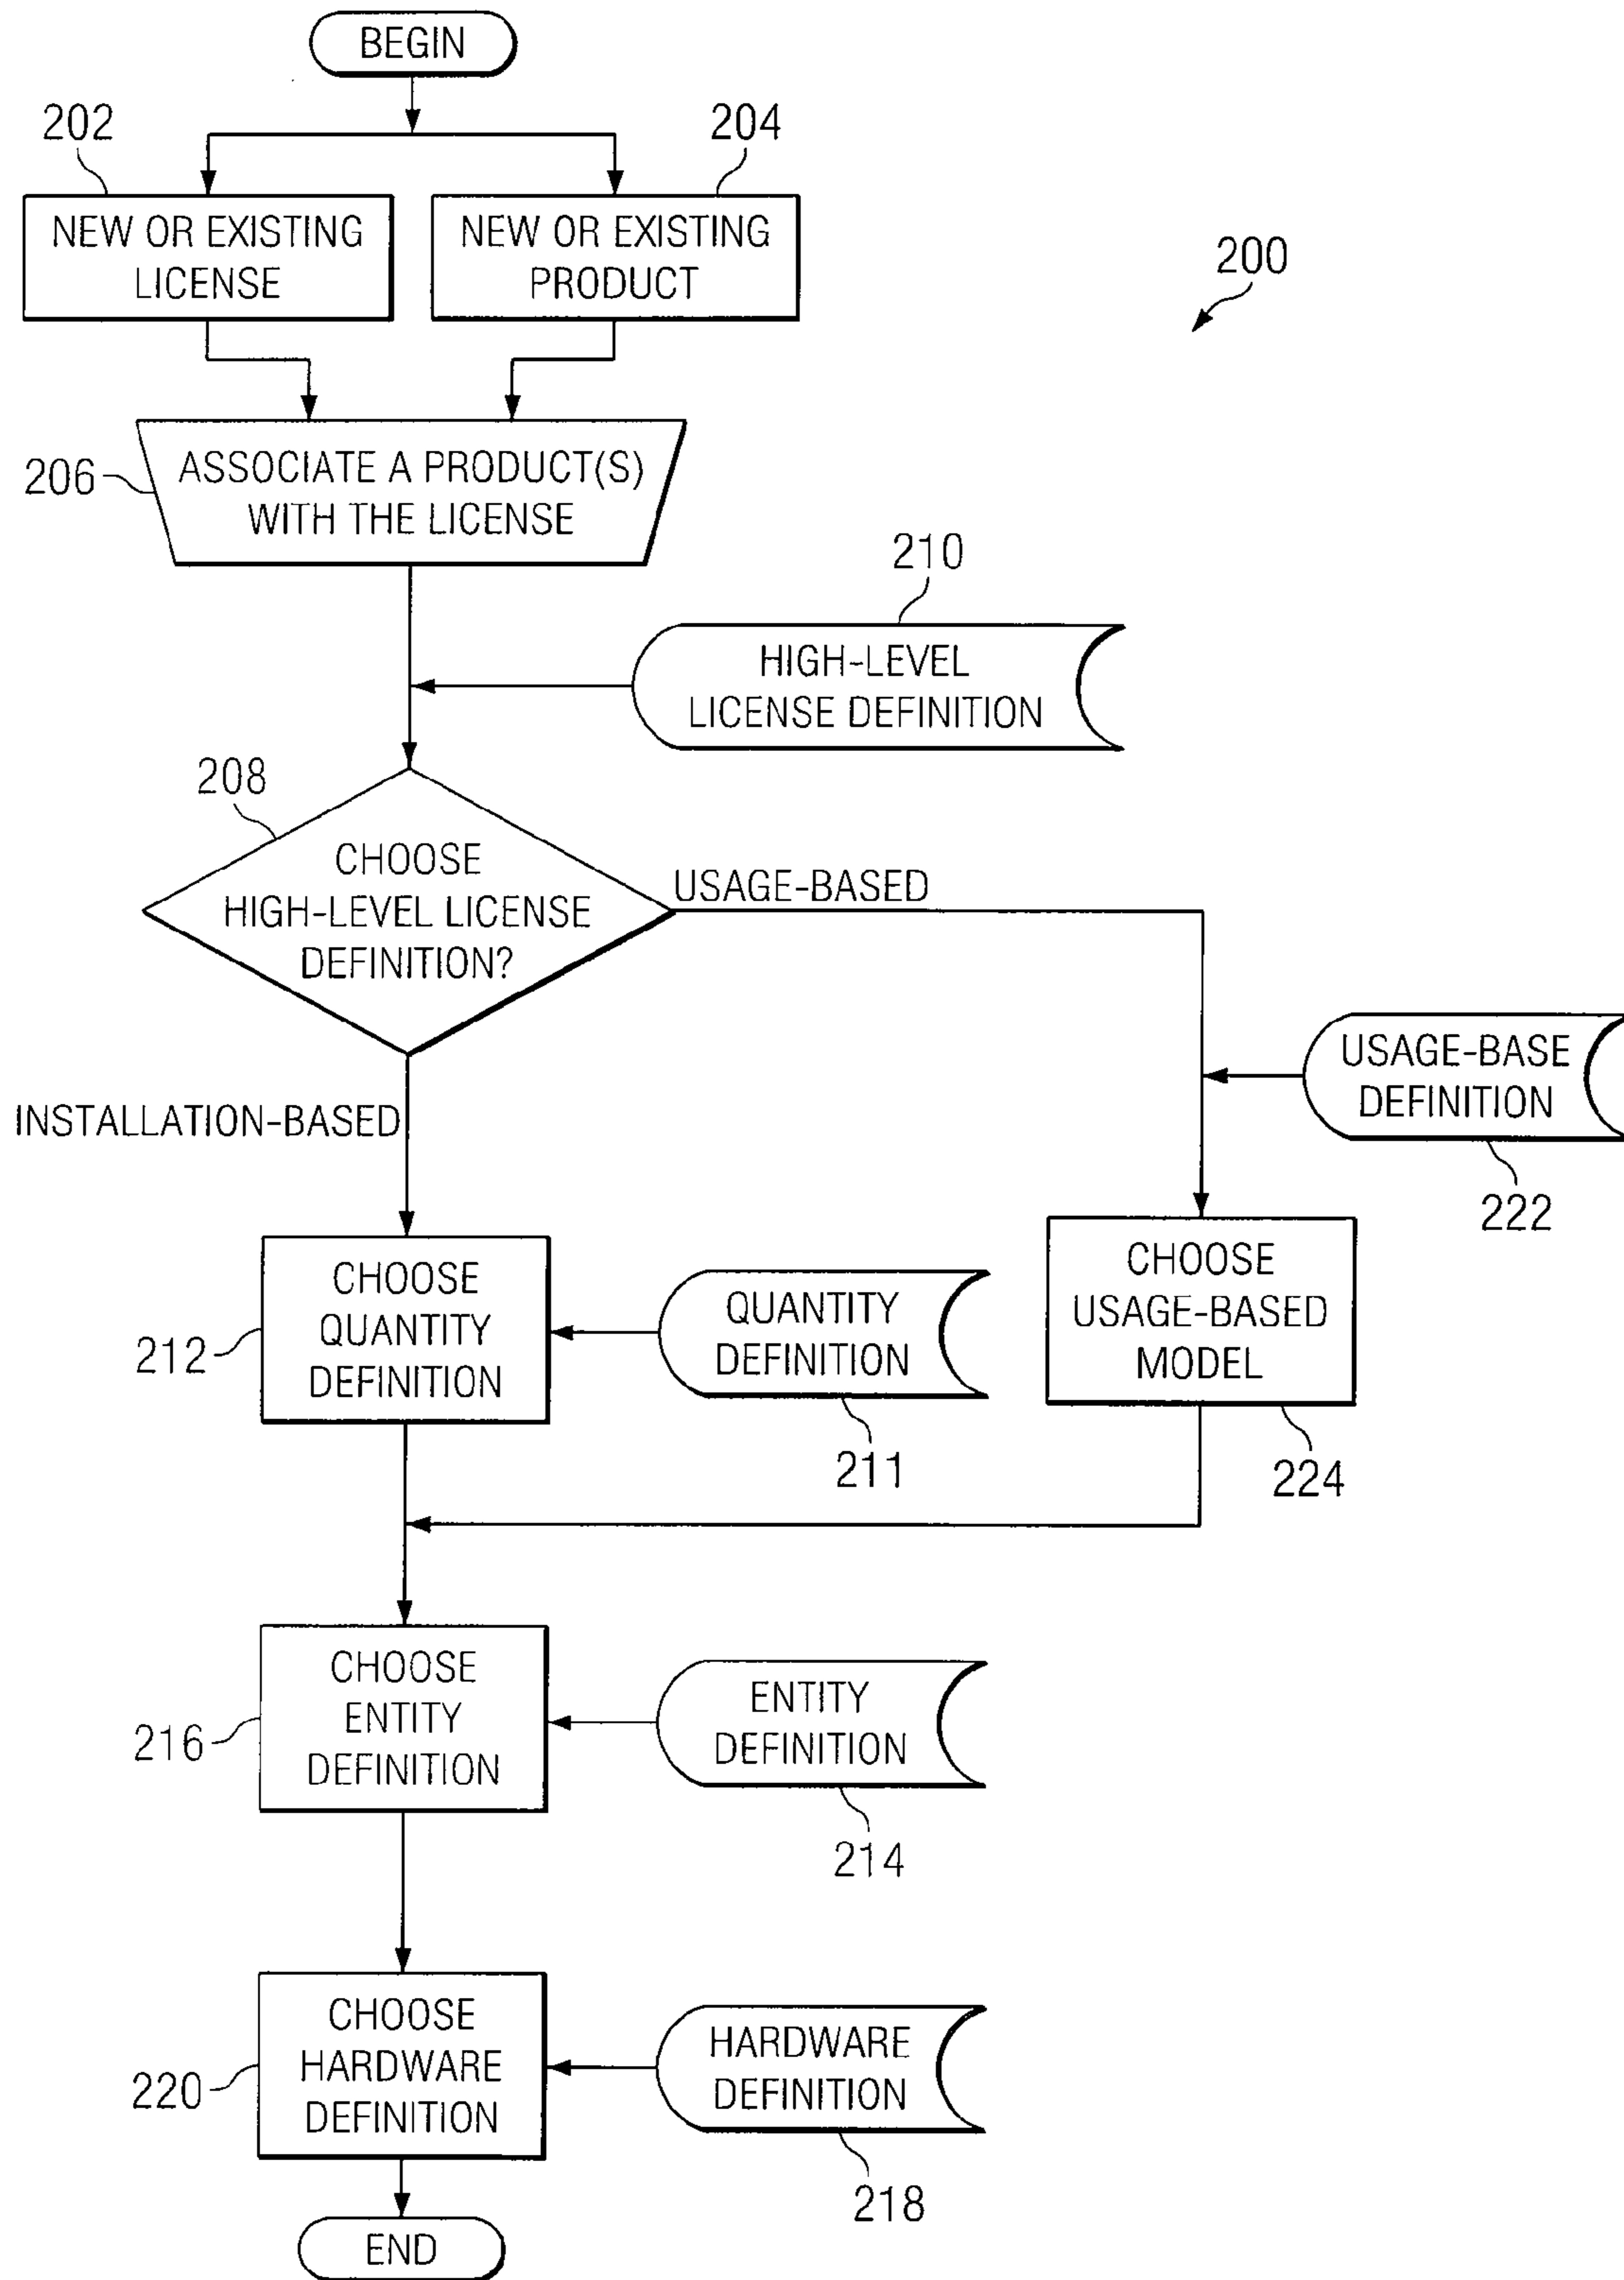 BEGIN
202
204
NEW OR EXISTING
LICENSE
NEW OR EXISTING
PRODUCT
200
206
ASSOCIATE A PRODUCT(S)
WITH THE LICENSE
210
HIGH-LEVEL
LICENSE DEFINITION
208
CHOOSE
HIGH-LEVEL LICENSE
DEFINITION?
USAGE-BASED
INSTALLATION-BASED
USAGE-BASE
DEFINITION
222
CHOOSE
QUANTITY
DEFINITION
212
QUANTITY
DEFINITION
211
CHOOSE
USAGE-BASED
MODEL
224
CHOOSE
ENTITY
DEFINITION
216
ENTITY
DEFINITION
214
CHOOSE
HARDWARE
DEFINITION
220
HARDWARE
DEFINITION
218
END